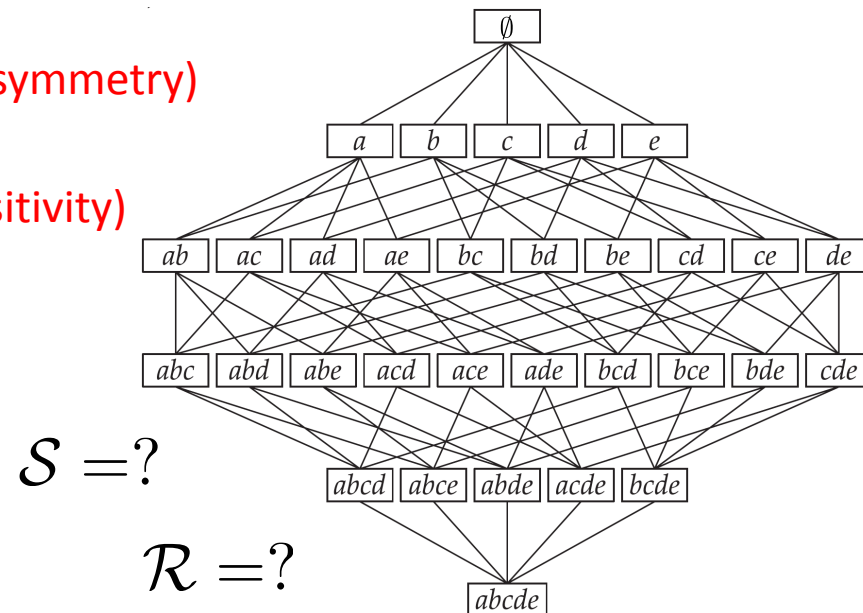 ∅
symmetry)
a b c d e
sitivity)
ab ac ad ae bc bd be cd ce de
abc abd abe acd ace ade bcd bce bde cde
𝒮 =?
abcd abce abde acde bcde
ℛ =?
abcde